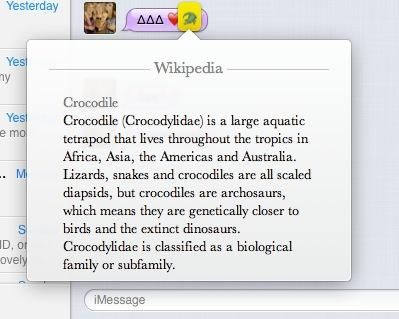 Yesterday
ΔΔΔ ❤️🐊
Yest
hy
Yest
e mo
Wikipedia
Crocodile
Crocodile (Crocodylidae) is a large aquatic
tetrapod that lives throughout the tropics in
Africa, Asia, the Americas and Australia.
Lizards, snakes and crocodiles are all scaled
diapsids, but crocodiles are archosaurs,
which means they are genetically closer to
birds and the extinct dinosaurs.
Crocodylidae is classified as a biological
family or subfamily.
.. M
S
ID, or
ovely
iMessage